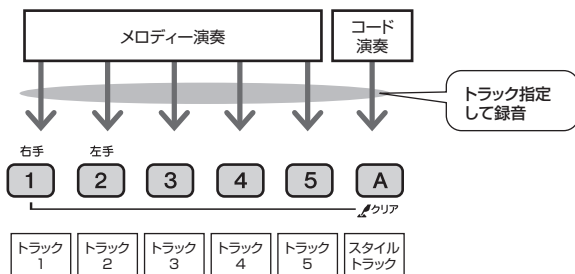 メロディー演奏
コード
演奏
トラック指定
して録音
右手
左手
1
2
3
4
5
A
クリア
トラック
1
トラック
2
トラック
3
トラック
4
トラック
5
スタイル
トラック